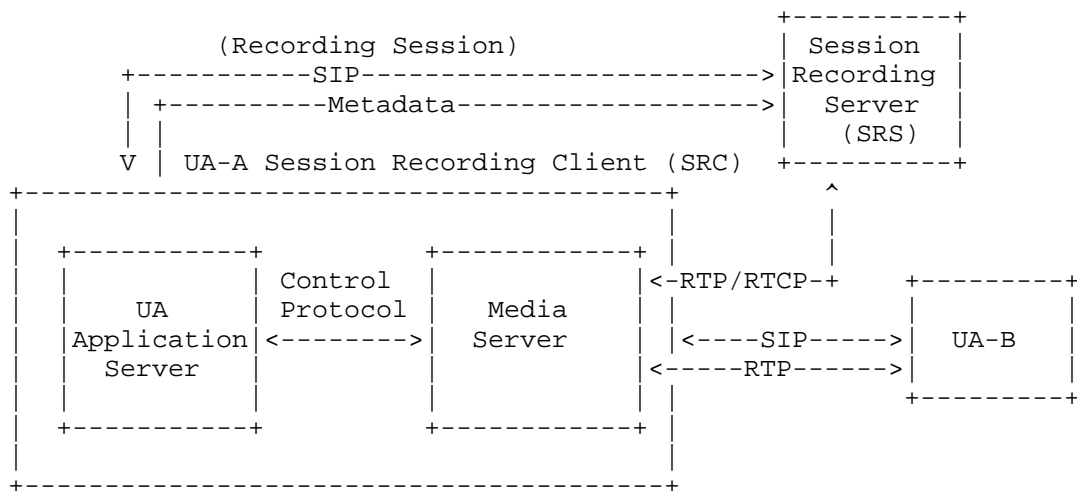 (Recording Session)
Session
SIP
Recording
Metadata
Server
(SRS)
V
UA-A Session Recording Client (SRC)
Control
RTP/RTCP
UA
Protocol
Media
SIP
Application
Server
UA-B
Server
RTP